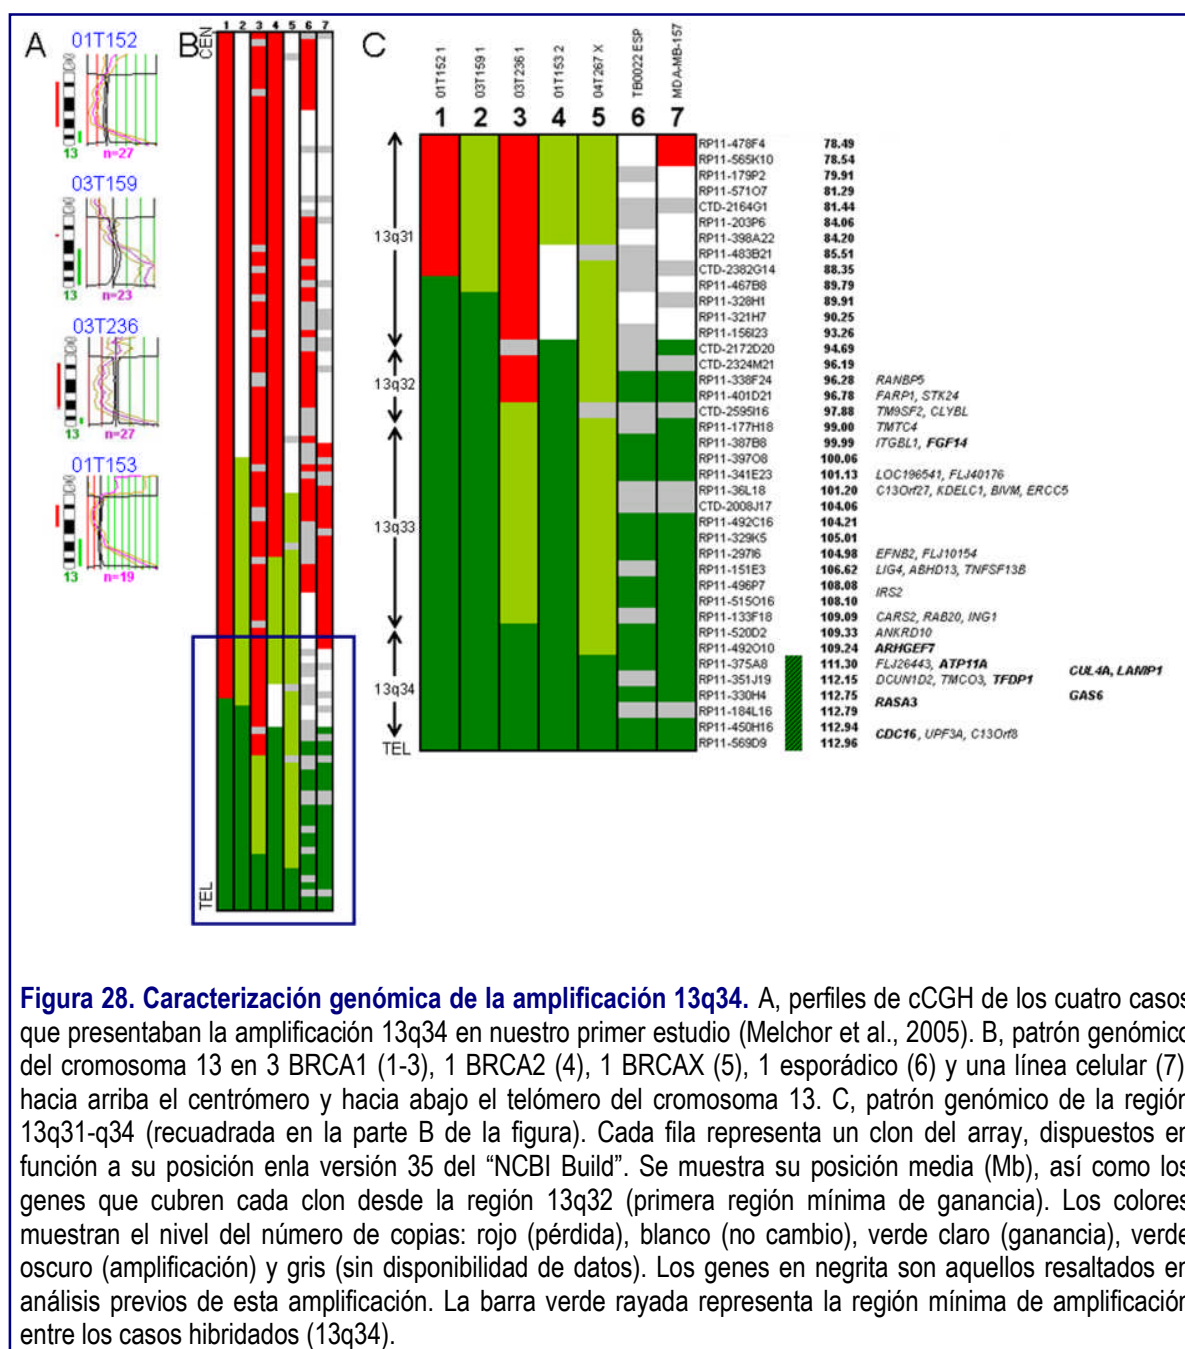 A
B
C
01T152
13 n=27
03T159
13 n=23
03T236
13 n=27
01T153
13 n=19
CEN
1 2 3 4 5 6 7
TEL
01T152 1
03T159 1
03T236 1
01T153 2
04T267 X
TB0022 ESP
MDA-MB-157
1 2 3 4 5 6 7
13q31
13q32
13q33
13q34
TEL
RP11-478F4 78.49
RP11-565K10 78.54
RP11-179P2 79.91
RP11-571O7 81.29
CTD-2164G1 81.44
RP11-203P6 84.06
RP11-398A22 84.20
RP11-483B21 85.51
CTD-2382G14 88.35
RP11-467B8 89.79
RP11-328H1 89.91
RP11-321H7 90.25
RP11-156I23 93.26
CTD-2172D20 94.69
CTD-2324M21 96.19
RP11-338F24 96.28 RANBP5
RP11-401D21 96.78 FARP1, STK24
CTD-2595I16 97.88 TM9SF2, CLYBL
RP11-177H18 99.00 TMTC4
RP11-387B8 99.99 ITGBL1, FGF14
RP11-397O8 100.06
RP11-341E23 101.13 LOC196541, FLJ40176
RP11-36L18 101.20 C13Orf27, KDELC1, BIVM, ERCC5
CTD-2008J17 104.06
RP11-492C16 104.21
RP11-329K5 105.01
RP11-297I6 104.98 EFNB2, FLJ10154
RP11-151E3 106.62 LIG4, ABHD13, TNFSF13B
RP11-496P7 108.08
IRS2
RP11-515O16 108.10
RP11-133F18 109.09 CARS2, RAB20, ING1
RP11-520D2 109.33 ANKRD10
RP11-492O10 109.24 ARHGEF7
RP11-375A8 111.30 FLJ26443, ATP11A CUL4A, LAMP1
RP11-351J19 112.15 DCUN1D2, TMCO3, TFDP1
RP11-330H4 112.75 GAS6
RASA3
RP11-184L16 112.79
RP11-450H16 112.94
CDC16, UPF3A, C13Orf8
RP11-569D9 112.96
Figura 28. Caracterización genómica de la amplificación 13q34. A, perfiles de cCGH de los cuatro casos
que presentaban la amplificación 13q34 en nuestro primer estudio (Melchor et al., 2005). B, patrón genómico
del cromosoma 13 en 3 BRCA1 (1-3), 1 BRCA2 (4), 1 BRCAX (5), 1 esporádico (6) y una línea celular (7)
hacia arriba el centrómero y hacia abajo el telómero del cromosoma 13. C, patrón genómico de la región
13q31-q34 (recuadrada en la parte B de la figura). Cada fila representa un clon del array, dispuestos en
función a su posición enla versión 35 del “NCBI Build”. Se muestra su posición media (Mb), así como los
genes que cubren cada clon desde la región 13q32 (primera región mínima de ganancia). Los colores
muestran el nivel del número de copias: rojo (pérdida), blanco (no cambio), verde claro (ganancia), verde
oscuro (amplificación) y gris (sin disponibilidad de datos). Los genes en negrita son aquellos resaltados en
análisis previos de esta amplificación. La barra verde rayada representa la región mínima de amplificación
entre los casos hibridados (13q34).